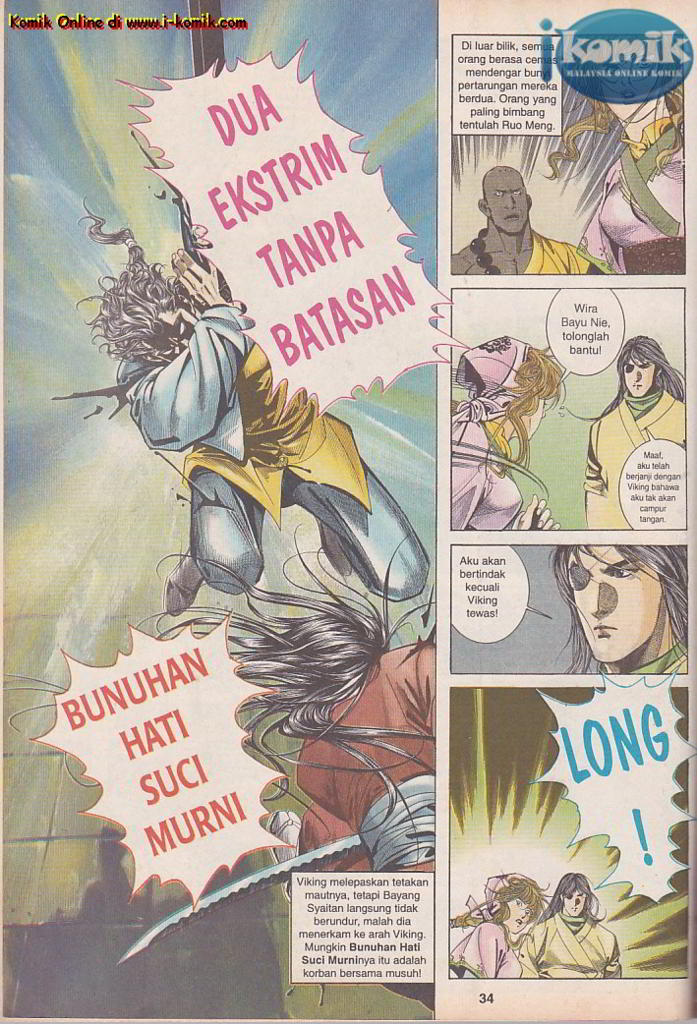 Komik Online di www.i-komik.com
DUA
EKSTRIM
TANPA
BATASAN
BUNUHAN
HATI
SUCI
MURNI
Viking melepaskan tetakan
mautnya, tetapi Bayang
Syaitan langsung tidak
berundur, malah dia
menerkam ke arah Viking.
Mungkin Bunuhan Hati
Suci Murninya itu adalah
korban bersama musuh!
ikomik
MALAYSIA ONLINE KOMIK
Di luar bilik, semua
orang berasa cemas
mendengar bunyi
pertarungan mereka
berdua. Orang yang
paling bimbang
tentulah Ruo Meng.
Wira
Bayu Nie,
tolonglah
bantu!
Maaf,
aku telah
berjanji dengan
Viking bahawa
aku tak akan
campur
tangan.
Aku akan
bertindak
kecuali
Viking
tewas!
LONG
!
34